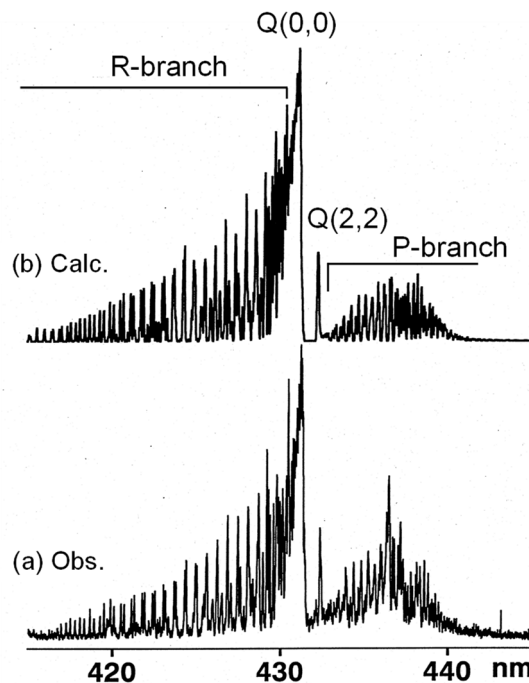 Q(0,0)
R-branch
Q(2,2)
P-branch
(b) Calc.
(a) Obs.
420 430 440 nm